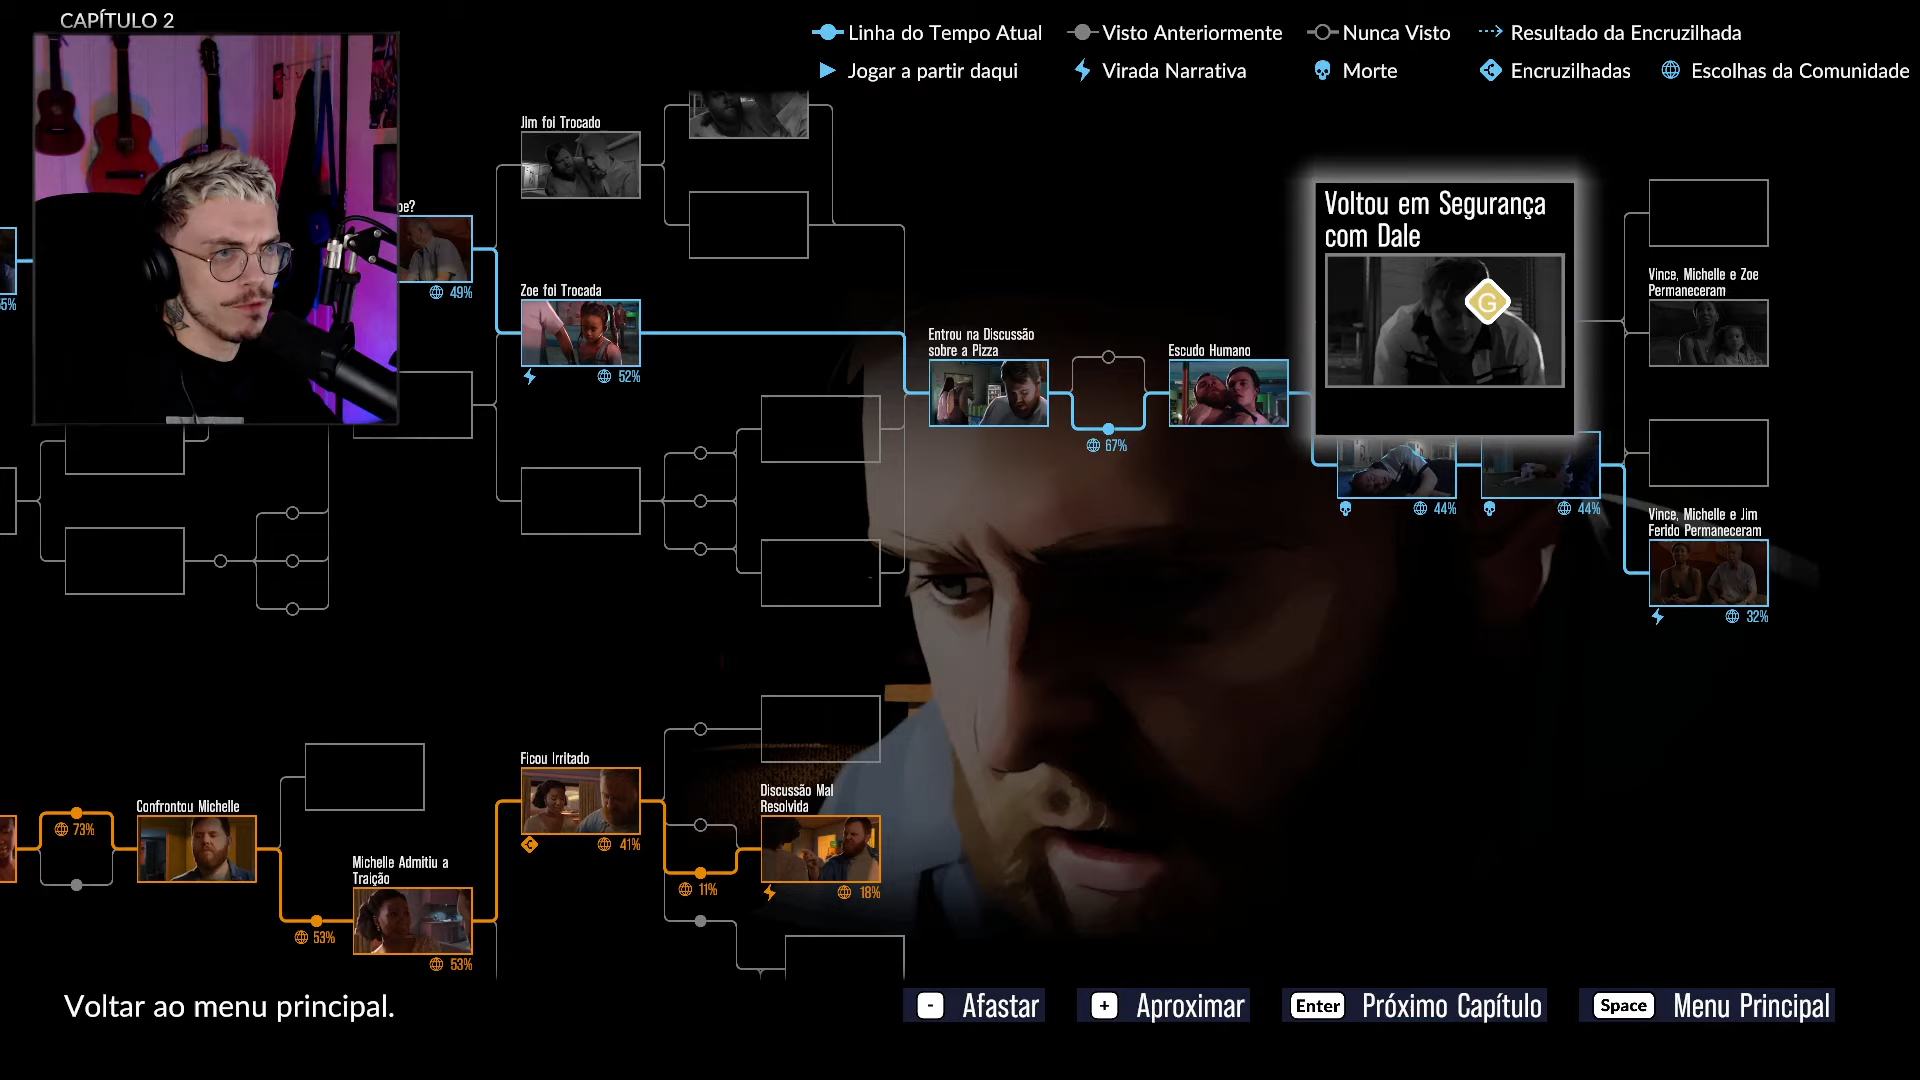 CAPÍTULO 2
Linha do Tempo Atual
Visto Anteriormente
Nunca Visto
Resultado da Encruzilhada
Jogar a partir daqui
Virada Narrativa
Morte
Encruzilhadas
Escolhas da Comunidade
Jim foi Trocado
oe?
49%
5%
Zoe foi Trocada
52%
Entrou na Discussão
sobre a Pizza
67%
Escudo Humano
Voltou em Segurança
com Dale
G
44%
44%
Vince, Michelle e Zoe
Permaneceram
Vince, Michelle e Jim
Ferido Permaneceram
32%
73%
Confrontou Michelle
53%
Michelle Admitiu a
Traição
53%
Ficou Irritado
41%
11%
Discussão Mal
Resolvida
18%
Voltar ao menu principal.
- Afastar
+ Aproximar
Enter Próximo Capítulo
Space Menu Principal